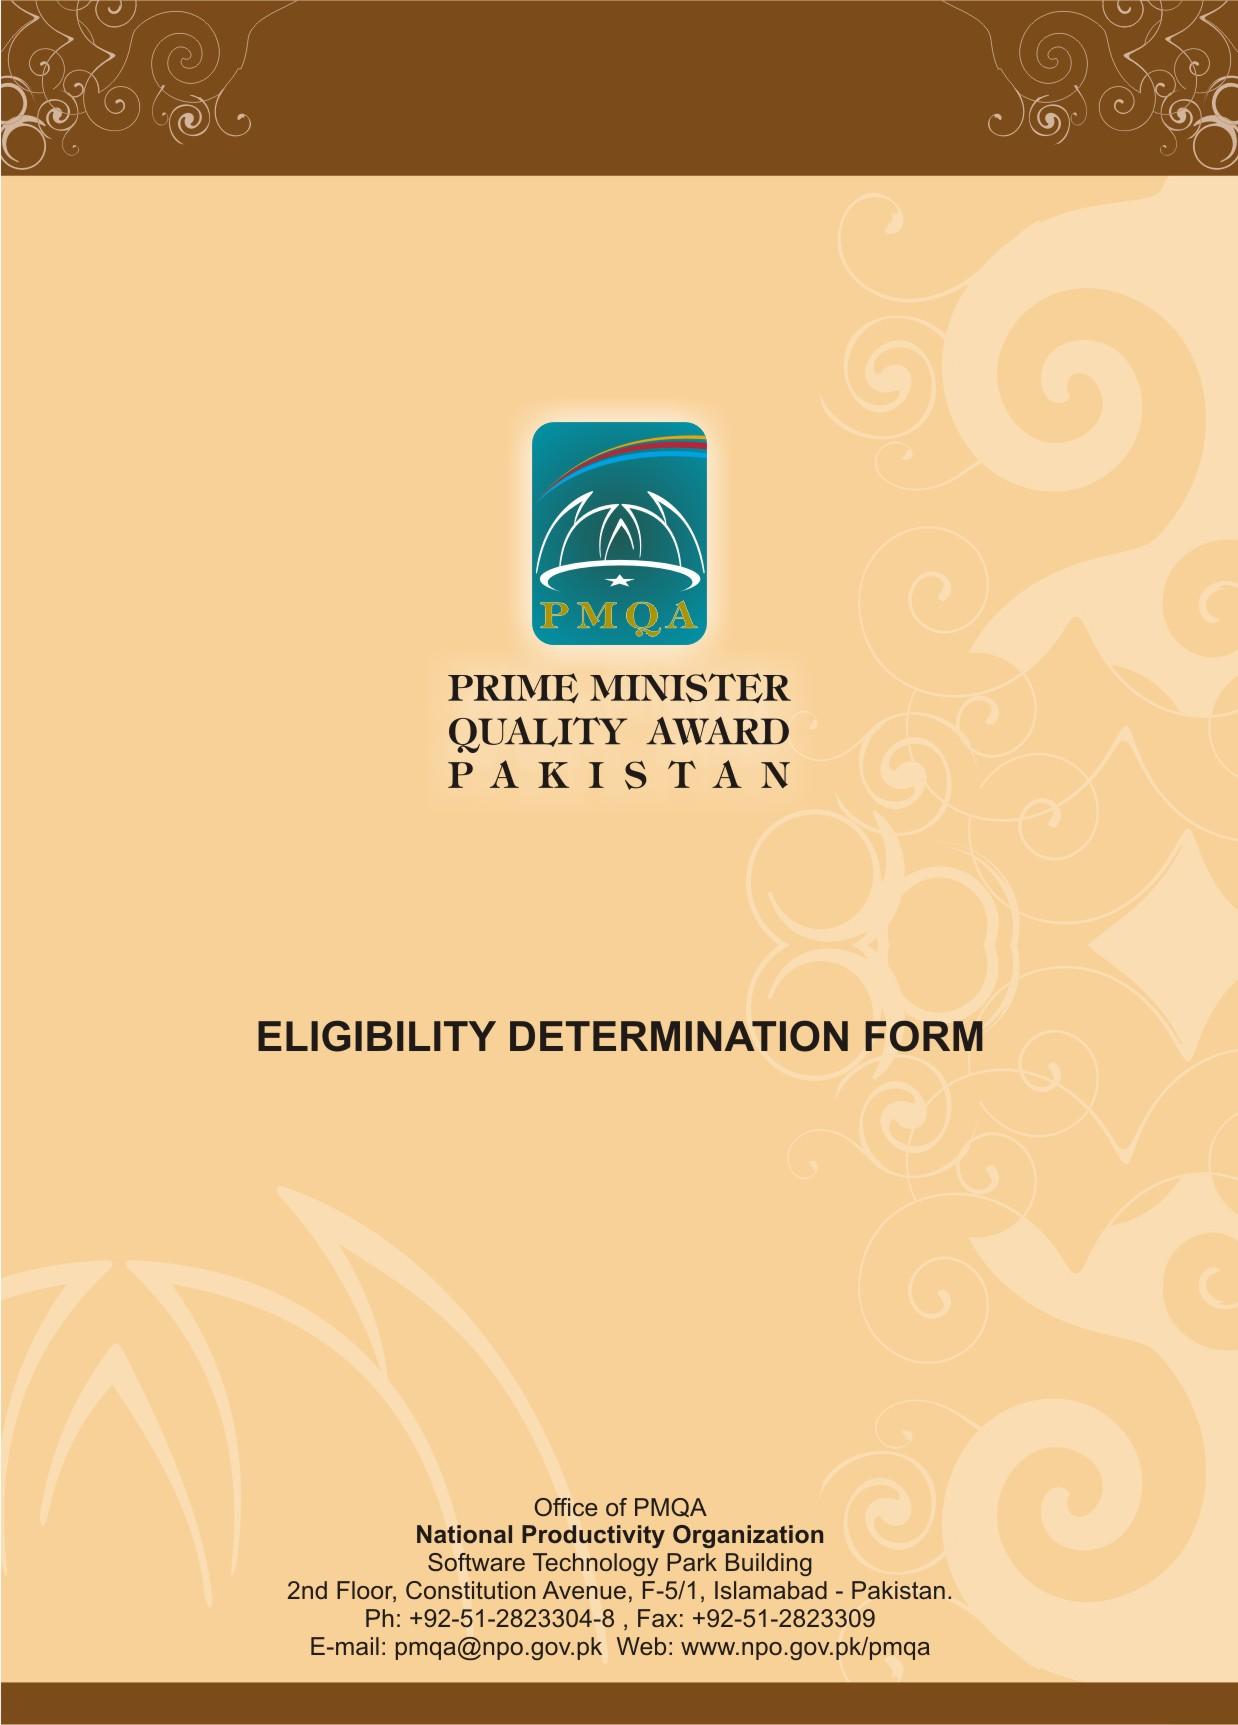 PMQA
PRIME MINISTER
QUALITY AWARD
PAKISTAN
ELIGIBILITY DETERMINATION FORM
Office of PMQA
National Productivity Organization
Software Technology Park Building
2nd Floor, Constitution Avenue, F-5/1, Islamabad - Pakistan.
Ph: +92-51-2823304-8 , Fax: +92-51-2823309
E-mail: pmqa@npo.gov.pk  Web: www.npo.gov.pk/pmqa